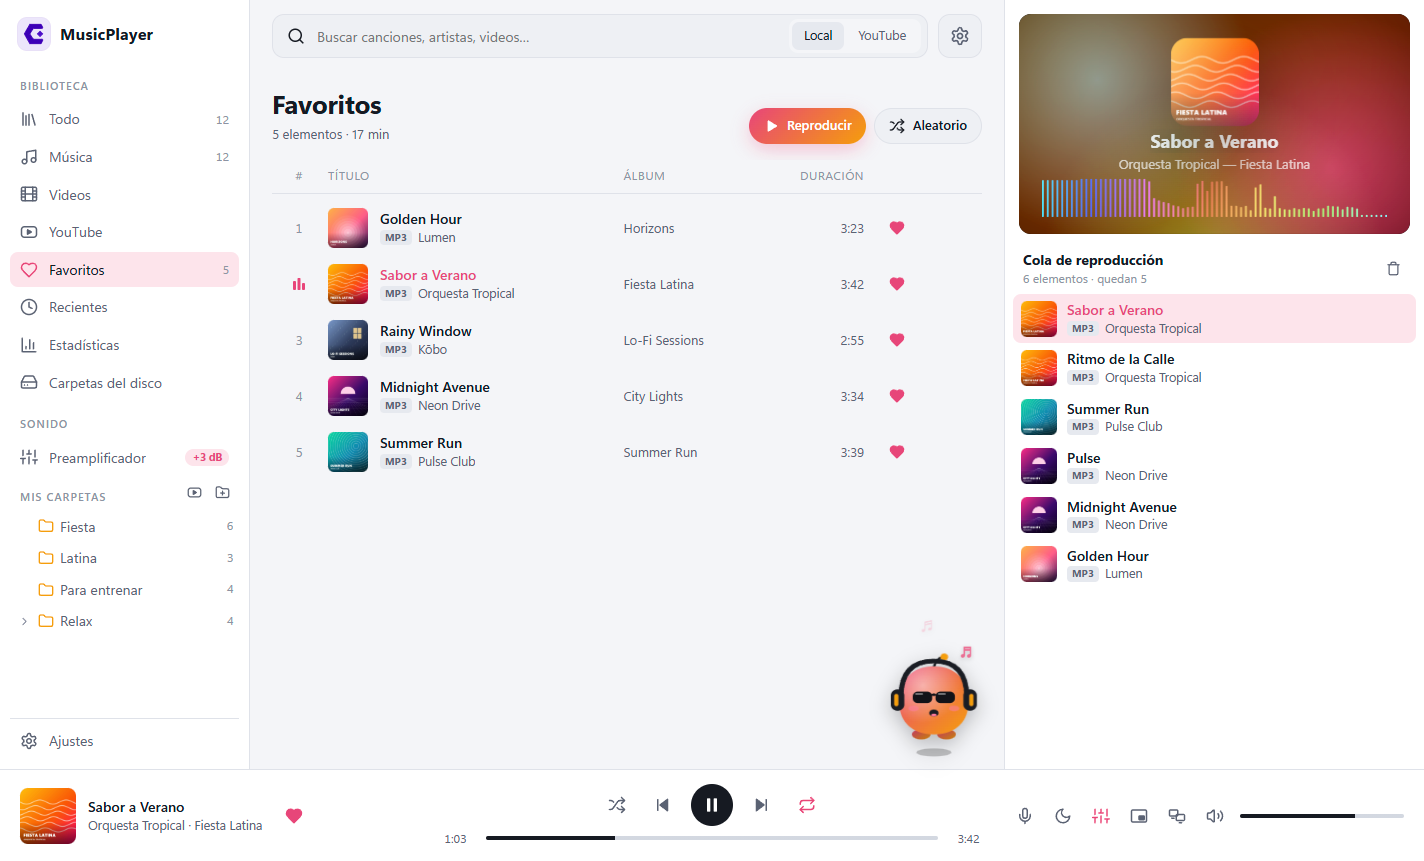 MusicPlayer
BIBLIOTECA
Todo 12
Música 12
Videos
YouTube
Favoritos 5
Recientes
Estadísticas
Carpetas del disco
SONIDO
Preamplificador +3 dB
MIS CARPETAS
Fiesta 6
Latina 3
Para entrenar 4
Relax 4
Ajustes
Buscar canciones, artistas, videos...
Local YouTube
Favoritos
5 elementos · 17 min
Reproducir Aleatorio
# TÍTULO ÁLBUM DURACIÓN
1 Golden Hour
MP3 Lumen
Horizons 3:23
Sabor a Verano
MP3 Orquesta Tropical
Fiesta Latina 3:42
3 Rainy Window
MP3 Kōbo
Lo-Fi Sessions 2:55
4 Midnight Avenue
MP3 Neon Drive
City Lights 3:34
5 Summer Run
MP3 Pulse Club
Summer Run 3:39
FIESTA LATINA
Sabor a Verano
Orquesta Tropical — Fiesta Latina
Cola de reproducción
6 elementos · quedan 5
Sabor a Verano
MP3 Orquesta Tropical
Ritmo de la Calle
MP3 Orquesta Tropical
Summer Run
MP3 Pulse Club
Pulse
MP3 Neon Drive
Midnight Avenue
MP3 Neon Drive
Golden Hour
MP3 Lumen
FIESTA LATINA
Sabor a Verano
Orquesta Tropical · Fiesta Latina
1:03 3:42